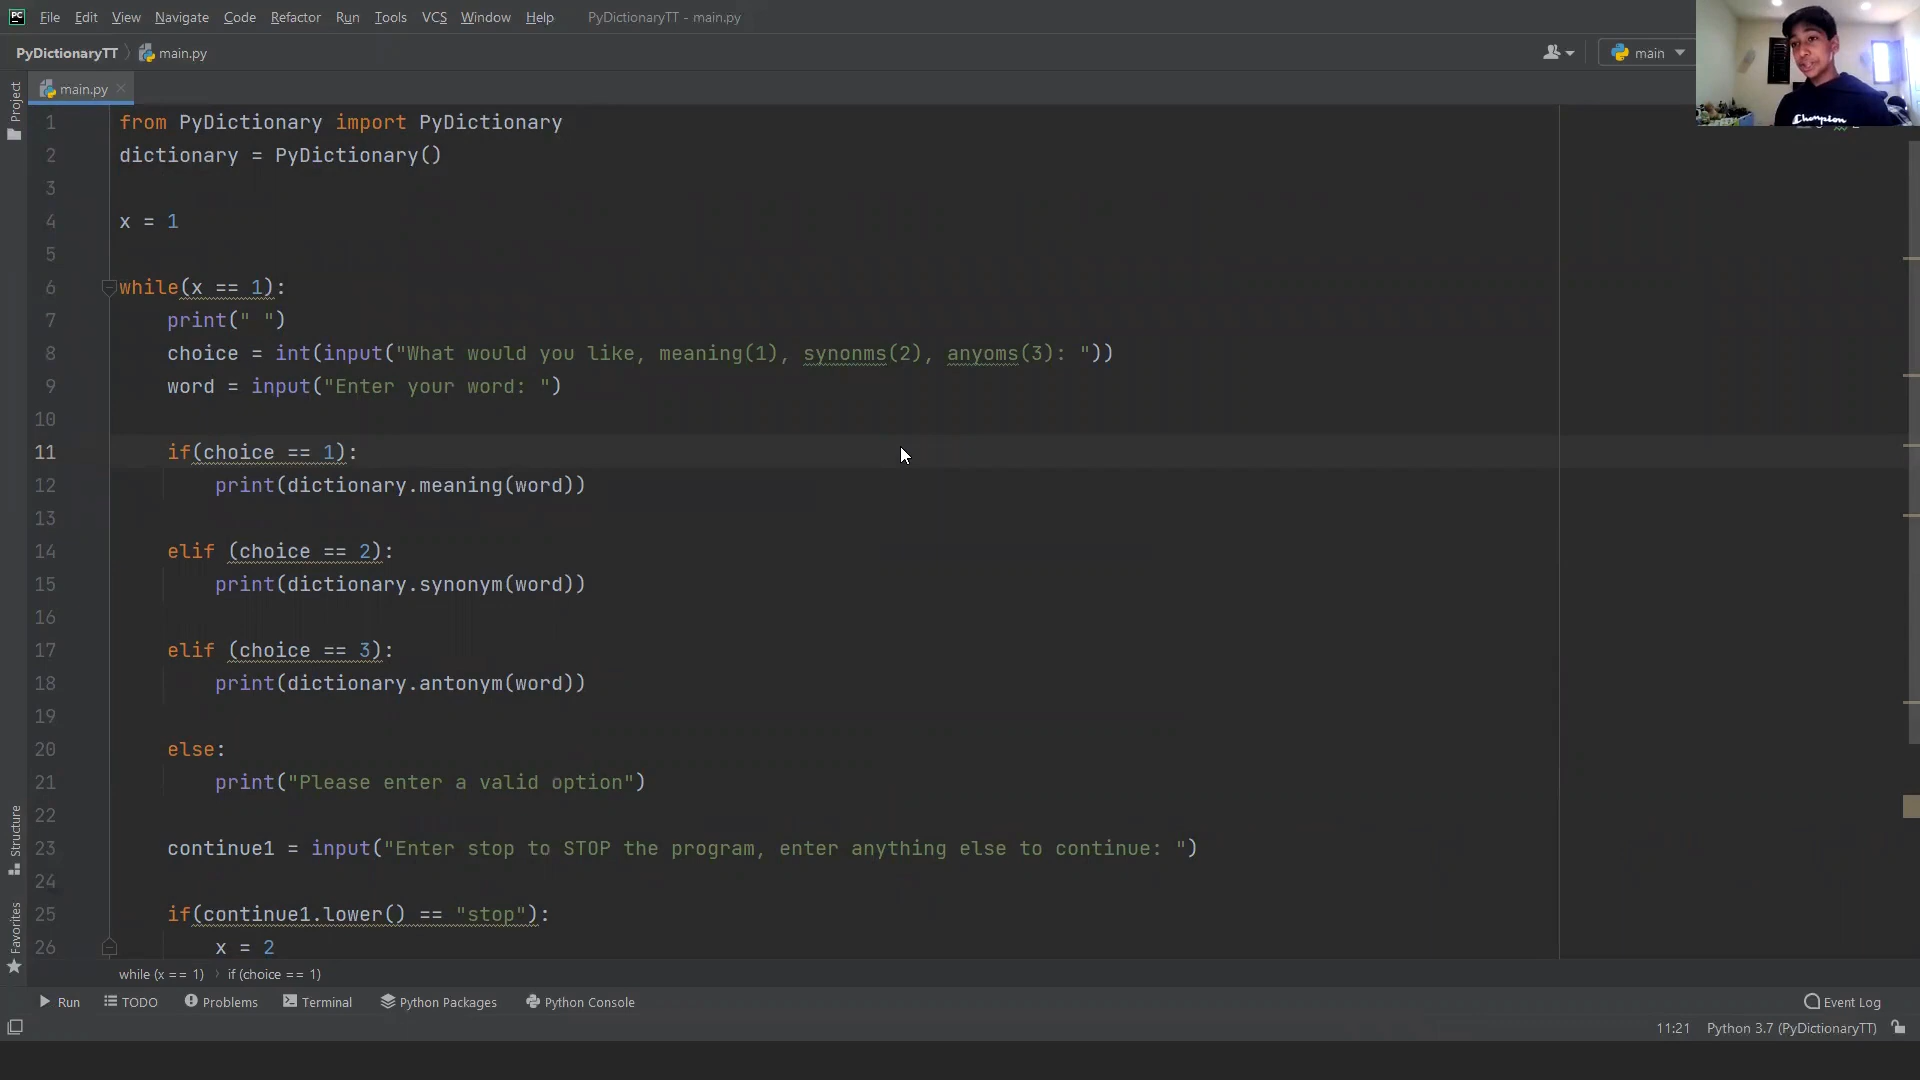 PC File Edit View Navigate Code Refactor Run Tools VCS Window Help PyDictionaryTT - main.py
PyDictionaryTT main.py main
main.py
Project
Champion
1 from PyDictionary import PyDictionary
2 dictionary = PyDictionary()
3
4 x = 1
5
6 while(x == 1):
7 print(" ")
8 choice = int(input("What would you like, meaning(1), synonms(2), anyoms(3): "))
9 word = input("Enter your word: ")
10
11 if(choice == 1):
12 print(dictionary.meaning(word))
13
14 elif (choice == 2):
15 print(dictionary.synonym(word))
16
17 elif (choice == 3):
18 print(dictionary.antonym(word))
19
20 else:
21 print("Please enter a valid option")
22
23 continue1 = input("Enter stop to STOP the program, enter anything else to continue: ")
24
25 if(continue1.lower() == "stop"):
26 x = 2
Structure
Favorites
while (x == 1) if (choice == 1)
Run TODO Problems Terminal Python Packages Python Console Event Log
11:21 Python 3.7 (PyDictionaryTT)